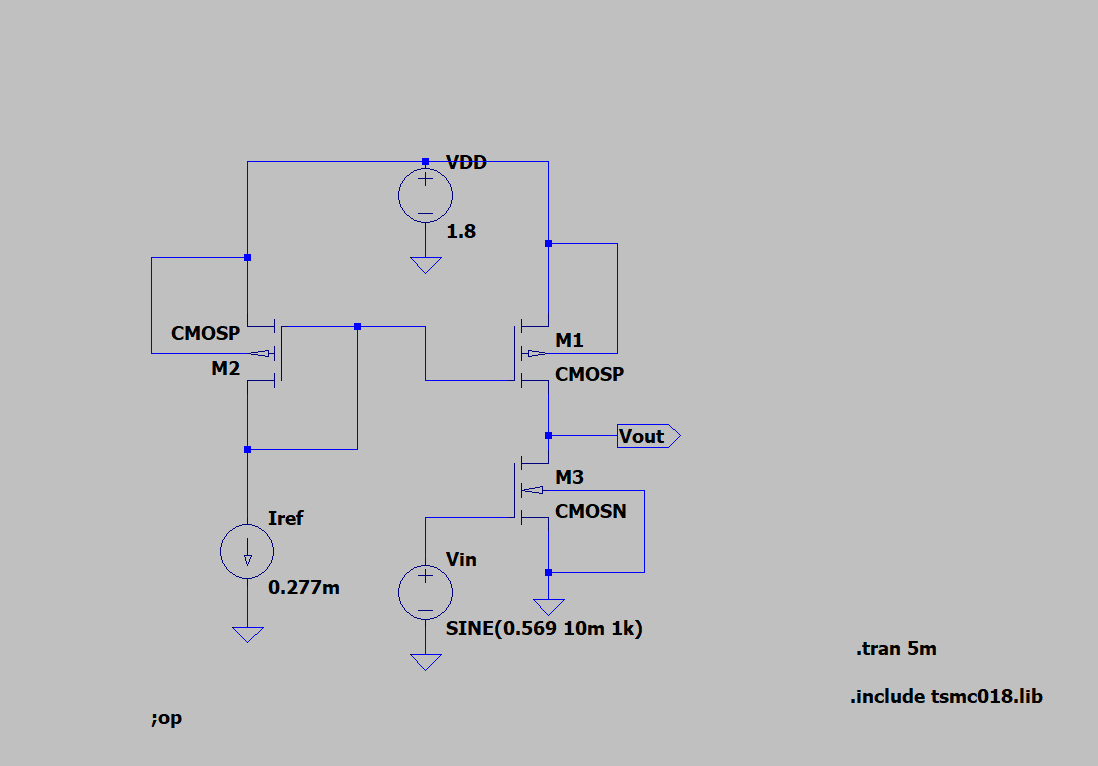 VDD
1.8
CMOSP
M2
M1
CMOSP
Vout
M3
CMOSN
Iref
0.277m
Vin
SINE(0.569 10m 1k)
.tran 5m
.include tsmc018.lib
;op